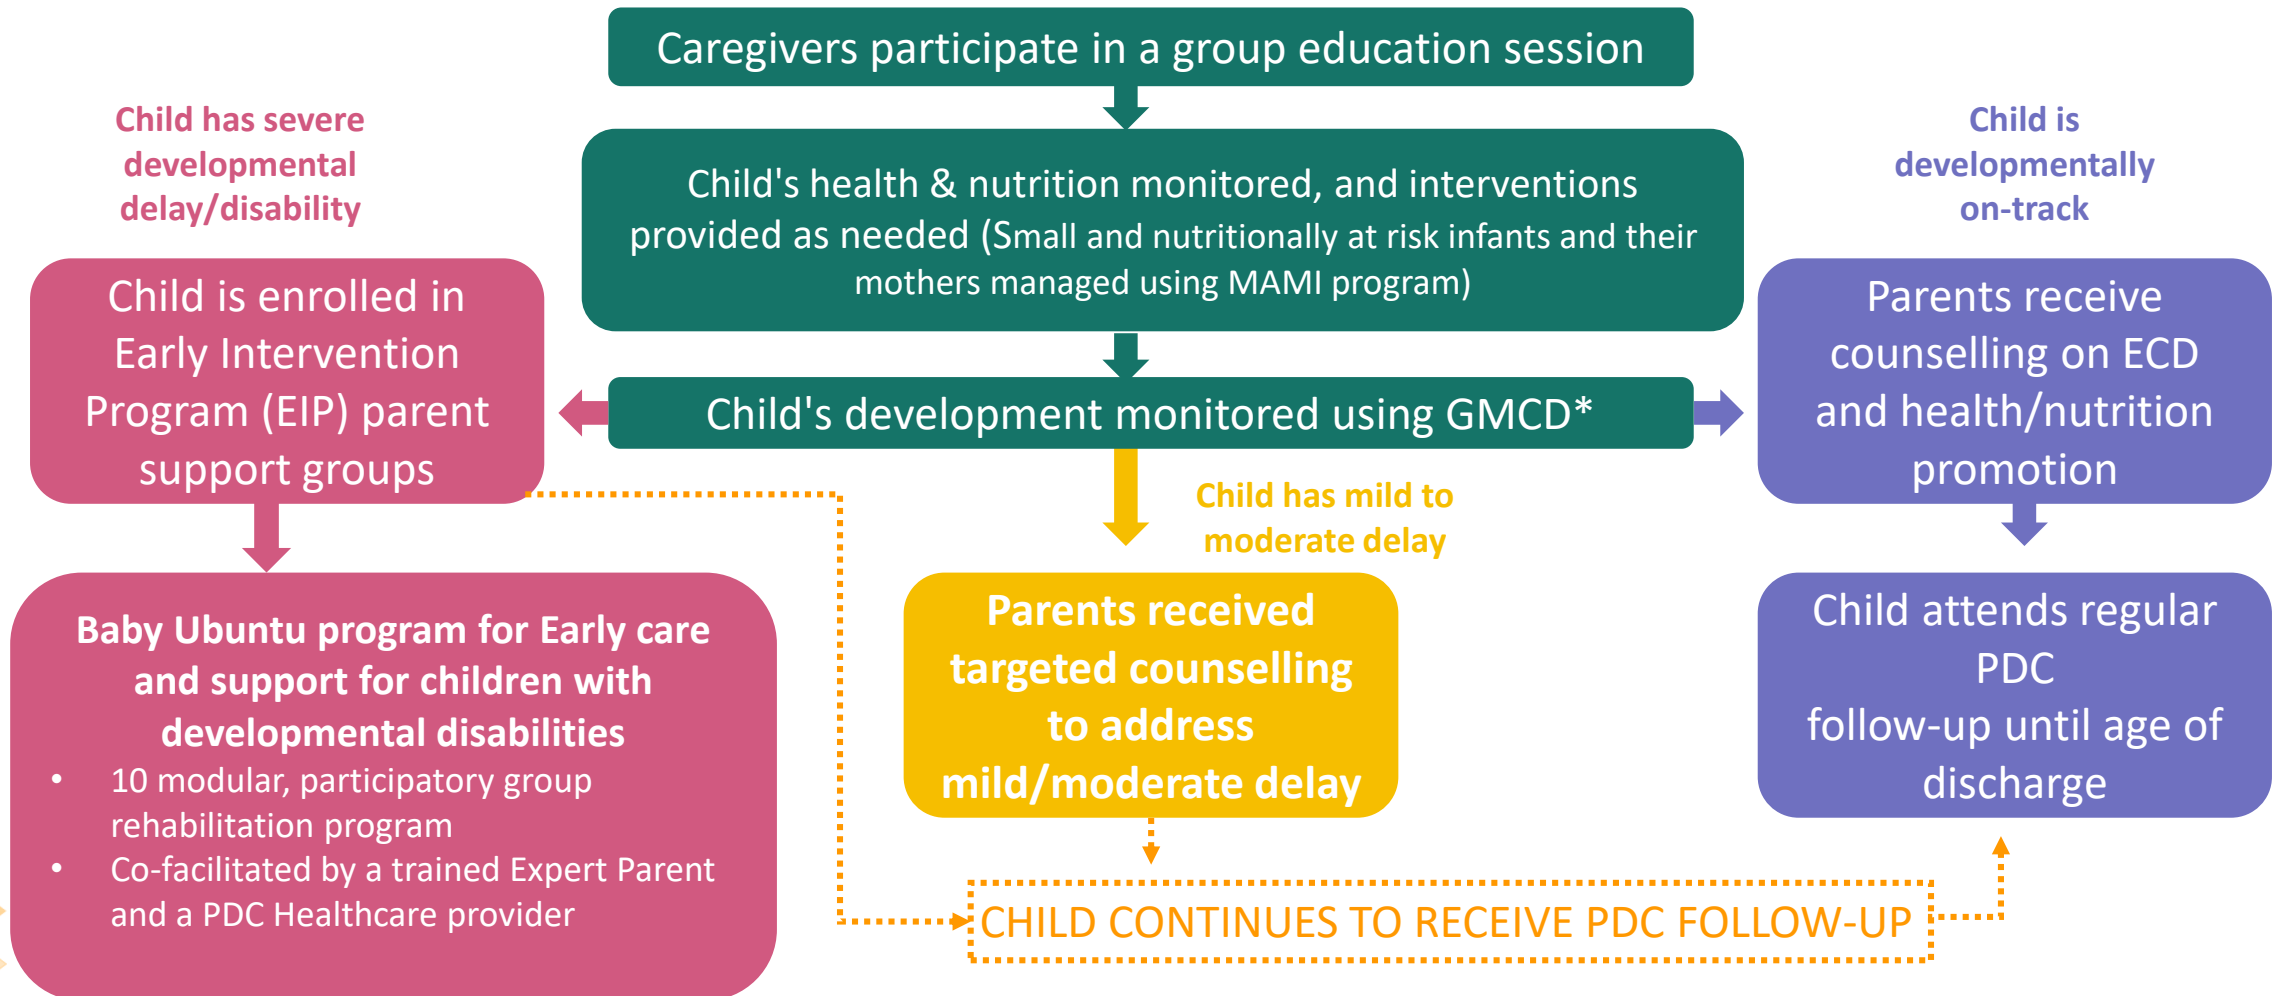 Caregivers participate in a group education session
Child has severe
developmental
delay/disability
Child's health & nutrition monitored, and interventions
provided as needed (Small and nutritionally at risk infants and their
mothers managed using MAMI program)
Child is
developmentally
on-track
Child is enrolled in
Early Intervention
Program (EIP) parent
support groups
Child's development monitored using GMCD*
Parents receive
counselling on ECD
and health/nutrition
promotion
Child has mild to
moderate delay
Baby Ubuntu program for Early care
and support for children with
developmental disabilities
• 10 modular, participatory group
rehabilitation program
• Co-facilitated by a trained Expert Parent
and a PDC Healthcare provider
Parents received
targeted counselling
to address
mild/moderate delay
Child attends regular
PDC
follow-up until age of
discharge
CHILD CONTINUES TO RECEIVE PDC FOLLOW-UP